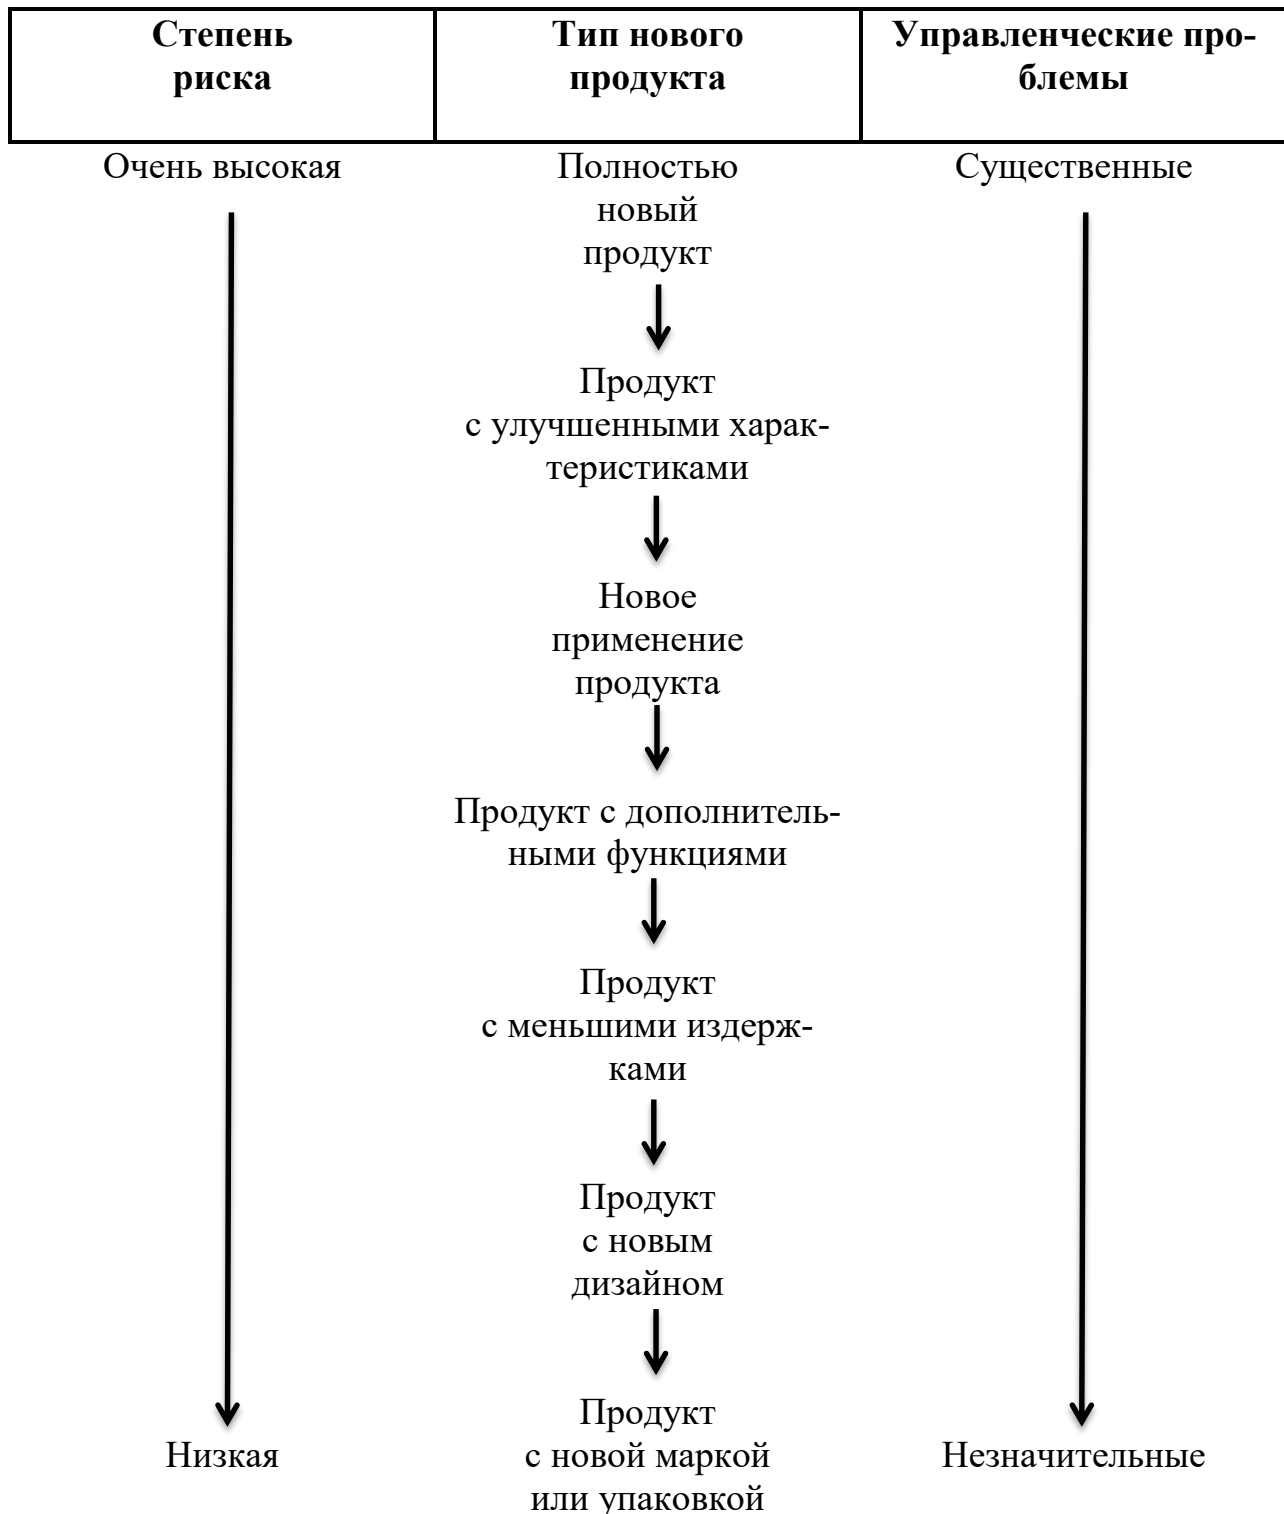 Степень
риска
Тип нового
продукта
Управленческие про-
блемы
Очень высокая
Полностью
новый
продукт
Существенные
Продукт
с улучшенными харак-
теристиками
Новое
применение
продукта
Продукт с дополнитель-
ными функциями
Продукт
с меньшими издерж-
ками
Продукт
с новым
дизайном
Низкая
Продукт
с новой маркой
или упаковкой
Незначительные